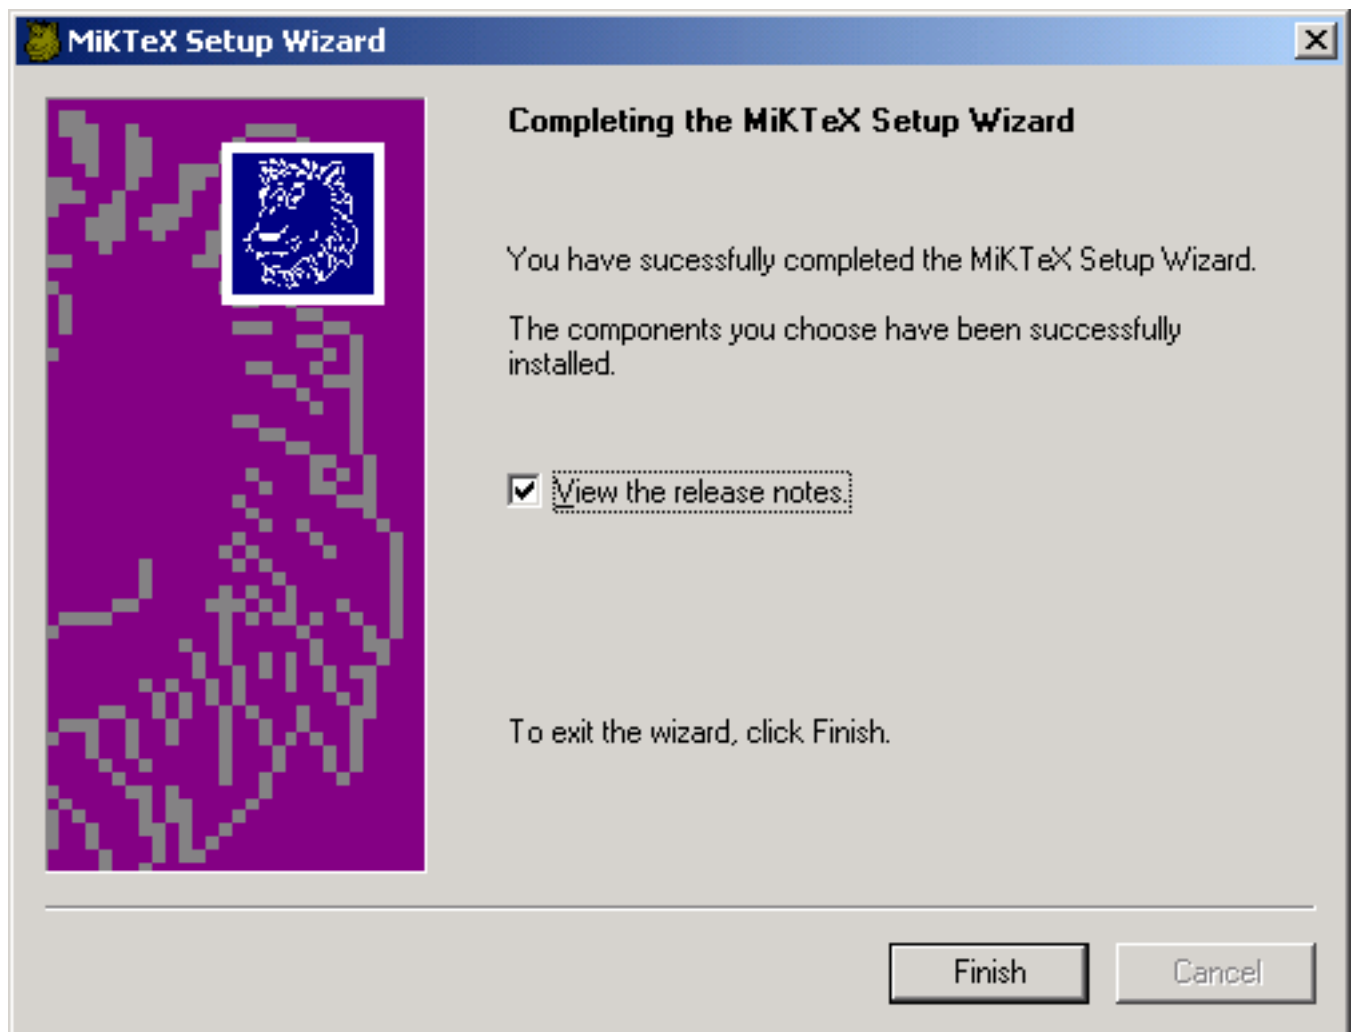 MiKTeX Setup Wizard
Completing the MiKTeX Setup Wizard
You have sucessfully completed the MiKTeX Setup Wizard.
The components you choose have been successfully
installed.
View the release notes.
To exit the wizard, click Finish.
Finish
Cancel